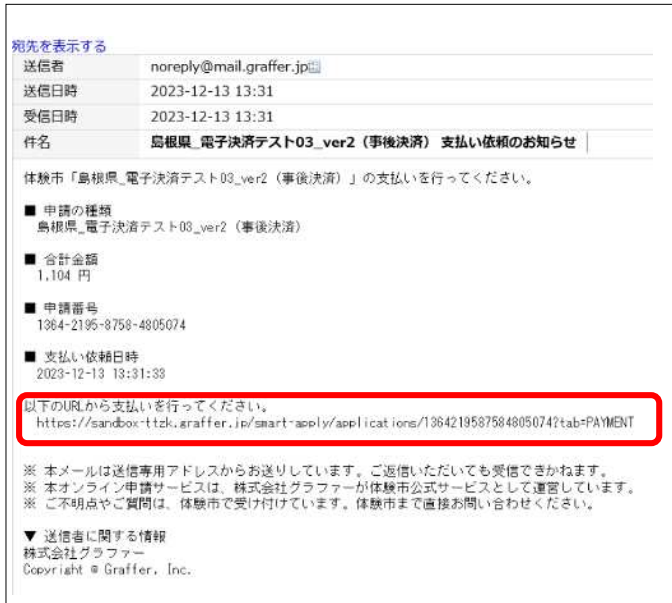 宛先を表示する
送信者 noreply@mail.graffer.jp
送信日時 2023-12-13 13:31
受信日時 2023-12-13 13:31
件名 島根県_電子決済テスト03_ver2（事後決済） 支払い依頼のお知らせ
体験市「島根県_電子決済テスト03_ver2（事後決済）」の支払いを行ってください。
■ 申請の種類
島根県_電子決済テスト03_ver2（事後決済）
■ 合計金額
1,104 円
■ 申請番号
1364-2195-8758-4805074
■ 支払い依頼日時
2023-12-13 13:31:33
以下のURLから支払いを行ってください。
https://sandbox-ttzk.graffer.jp/smart-apply/applications/1364219587584805074?tab=PAYMENT
※ 本メールは送信専用アドレスからお送りしています。ご返信いただいても受信できかねます。
※ 本オンライン申請サービスは、株式会社グラファーが体験市公式サービスとして運営しています。
※ ご不明点やご質問は、体験市で受け付けています。体験市まで直接お問い合わせください。
▼ 送信者に関する情報
株式会社グラファー
Copyright @ Graffer, Inc.